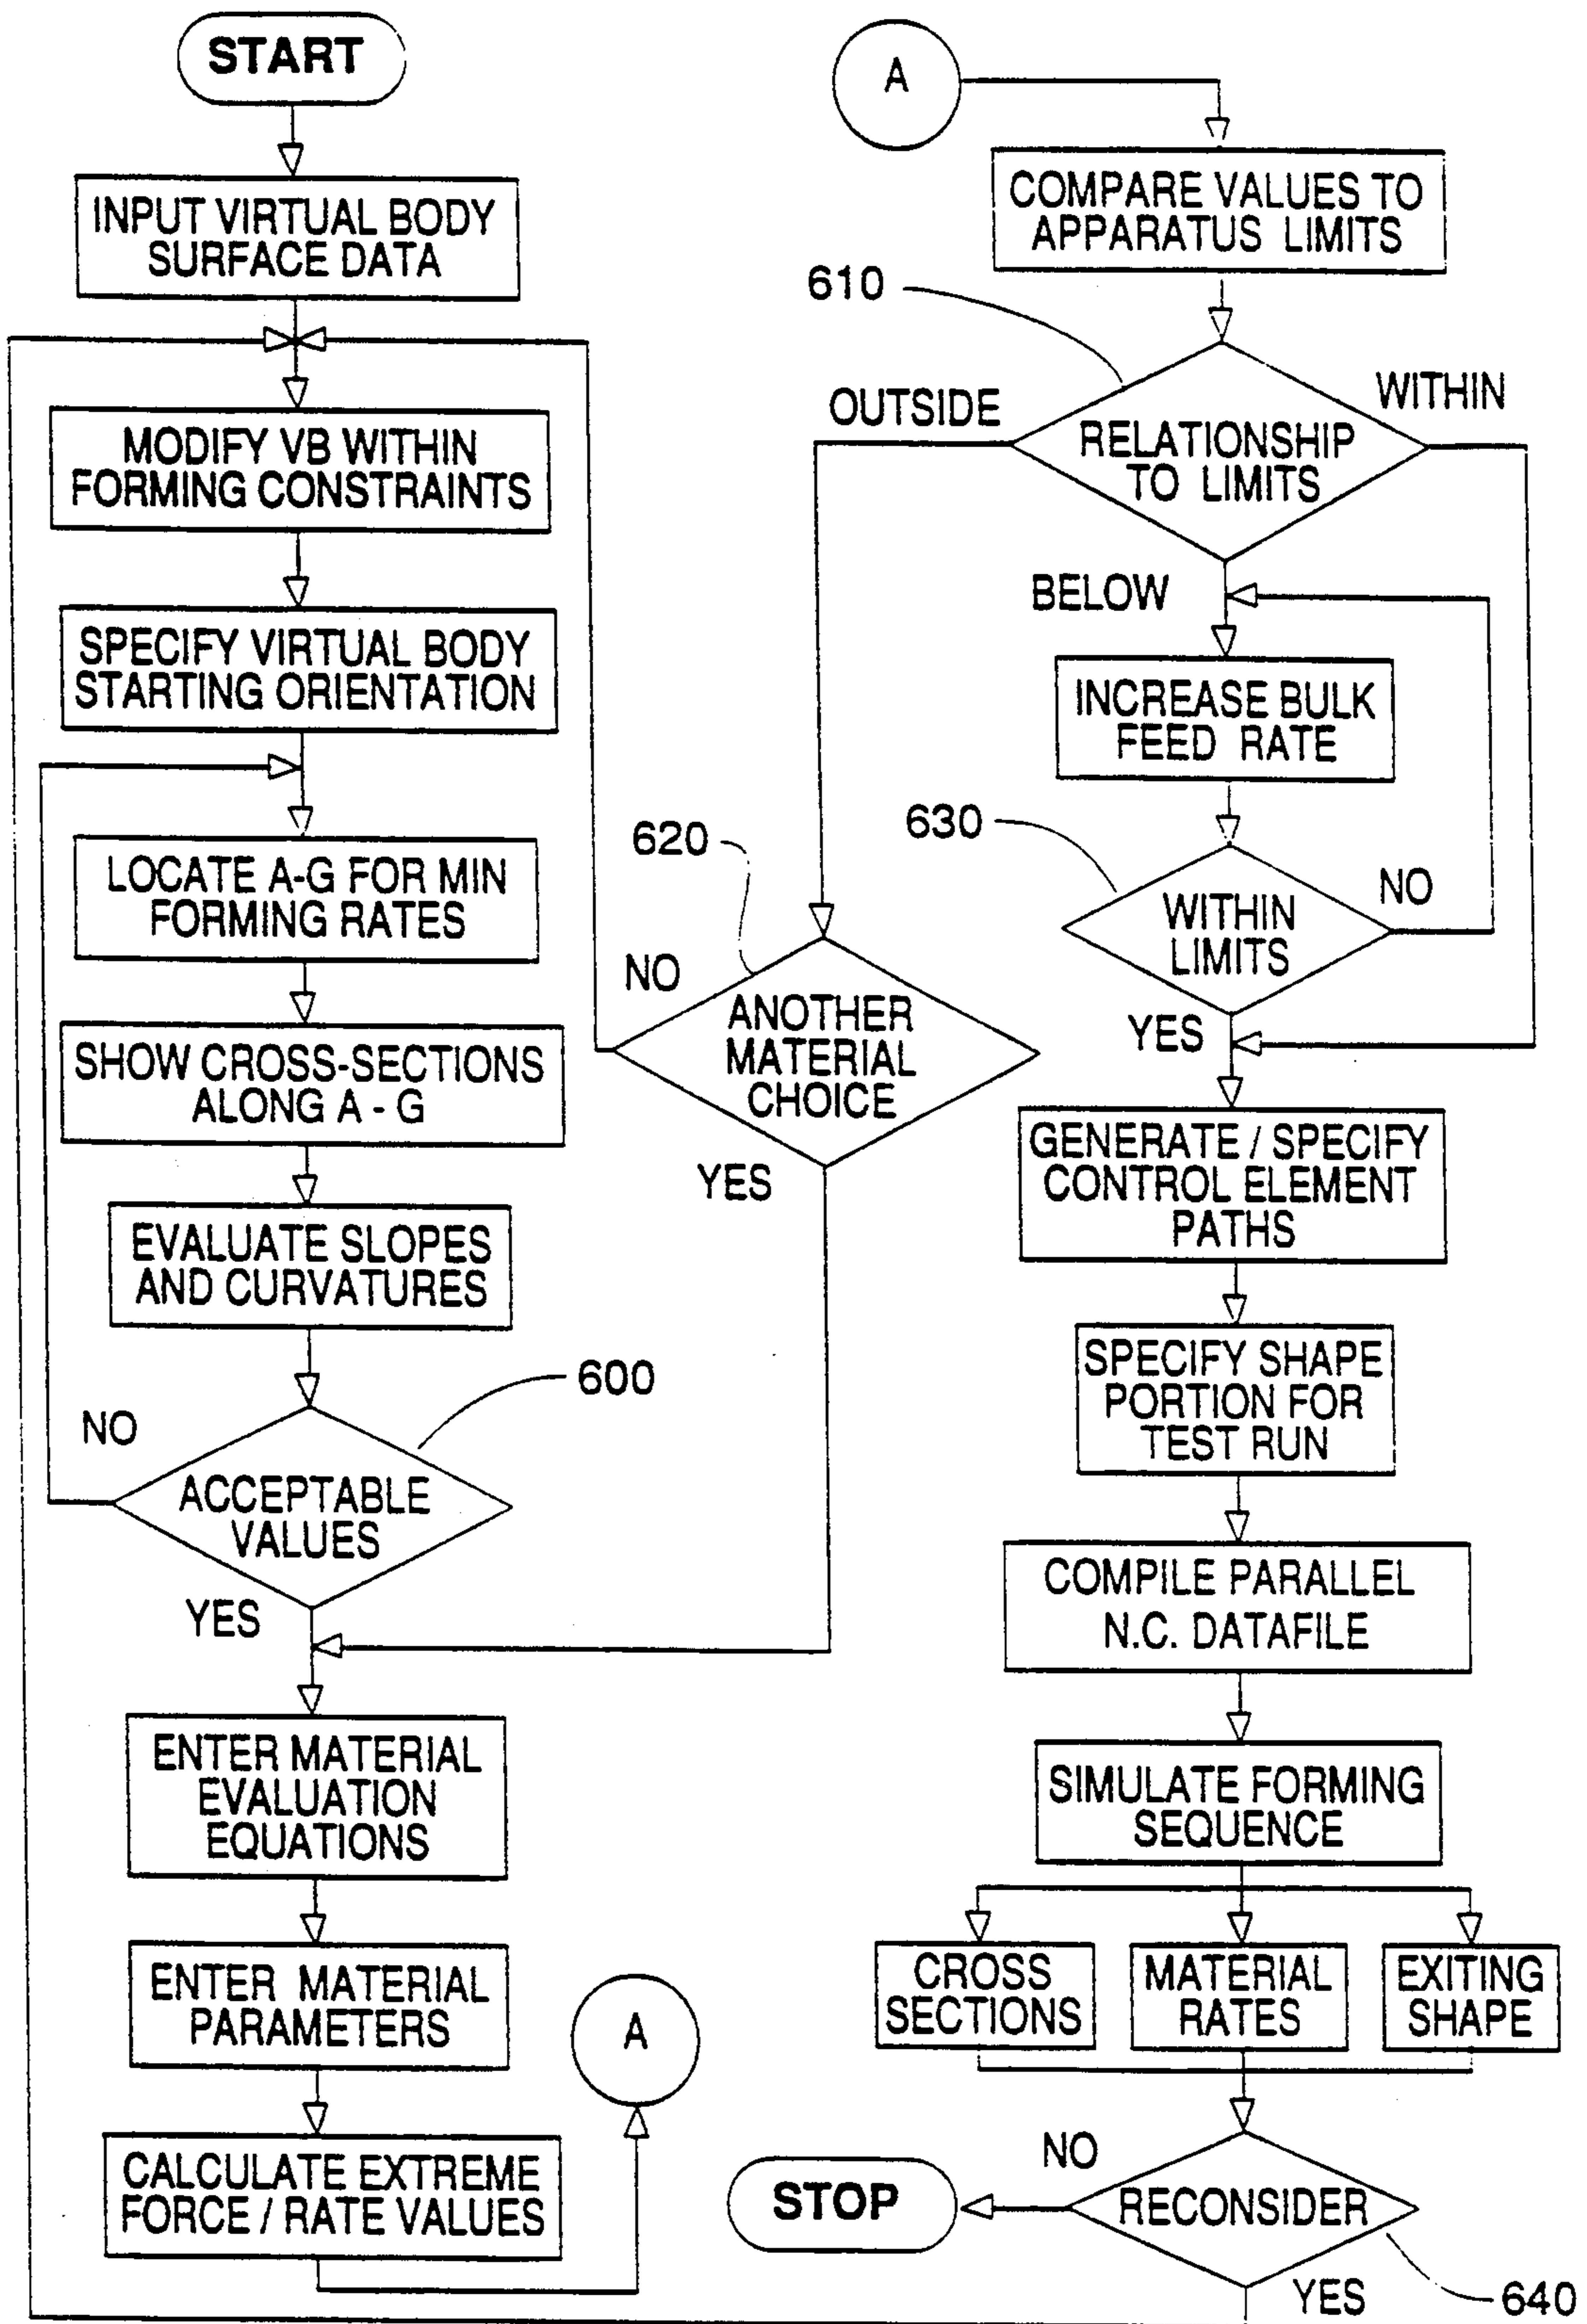 START
INPUT VIRTUAL BODY
SURFACE DATA
MODIFY VB WITHIN
FORMING CONSTRAINTS
SPECIFY VIRTUAL BODY
STARTING ORIENTATION
LOCATE A-G FOR MIN
FORMING RATES
SHOW CROSS-SECTIONS
ALONG A - G
EVALUATE SLOPES
AND CURVATURES
600
NO
ACCEPTABLE
VALUES
YES
ENTER MATERIAL
EVALUATION
EQUATIONS
ENTER MATERIAL
PARAMETERS
CALCULATE EXTREME
FORCE / RATE VALUES
A
A
COMPARE VALUES TO
APPARATUS LIMITS
610
OUTSIDE
WITHIN
RELATIONSHIP
TO LIMITS
BELOW
INCREASE BULK
FEED RATE
620
630
NO
WITHIN
LIMITS
YES
NO
ANOTHER
MATERIAL
CHOICE
YES
GENERATE / SPECIFY
CONTROL ELEMENT
PATHS
SPECIFY SHAPE
PORTION FOR
TEST RUN
COMPILE PARALLEL
N.C. DATAFILE
SIMULATE FORMING
SEQUENCE
CROSS
SECTIONS
MATERIAL
RATES
EXITING
SHAPE
NO
STOP
RECONSIDER
YES
640